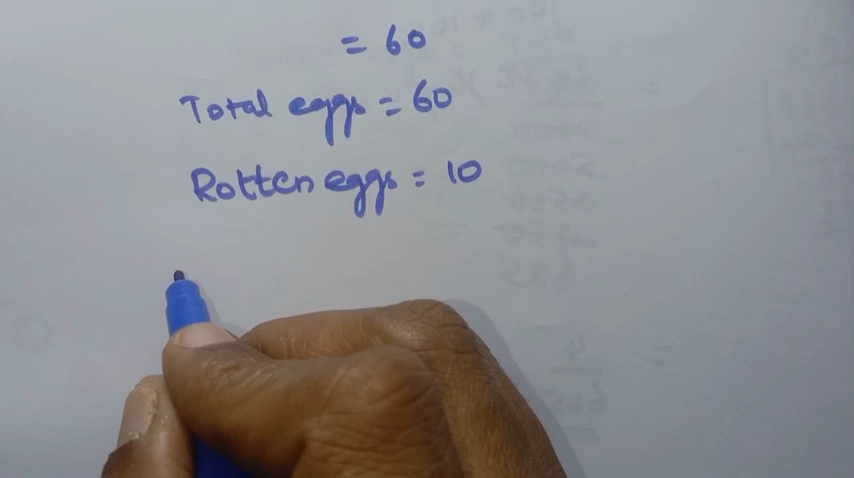 = 60
Total eggs = 60
Rotten eggs = 10